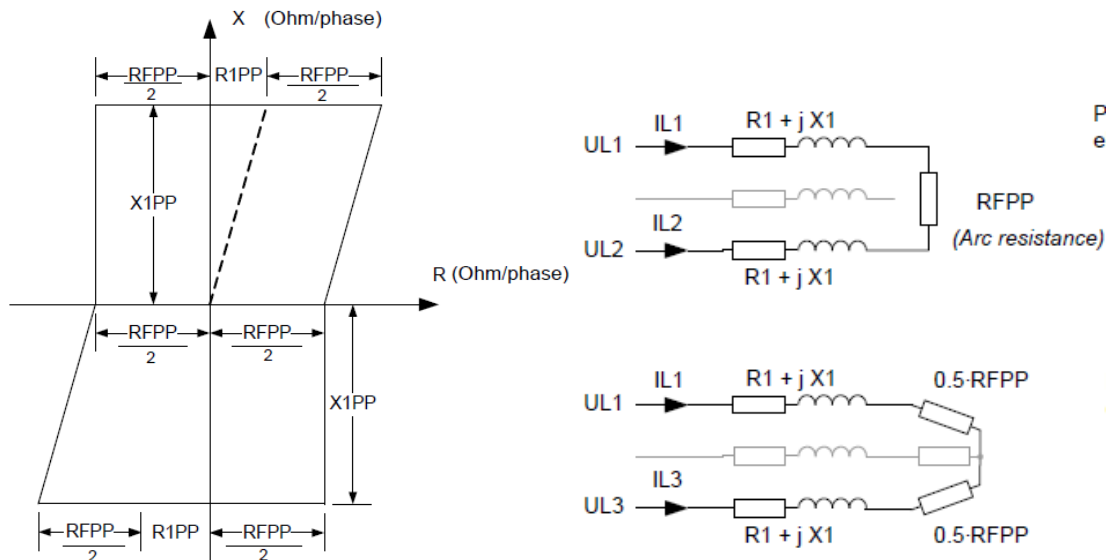 X (Ohm/phase)
RFPP
2
R1PP
RFPP
2
X1PP
R (Ohm/phase)
RFPP
2
RFPP
2
X1PP
RFPP
2
R1PP
RFPP
2
IL1
R1 + j X1
UL1
RFPP
(Arc resistance)
IL2
UL2
R1 + j X1
P
e
IL1
R1 + j X1
0.5·RFPP
UL1
IL3
UL3
R1 + j X1
0.5·RFPP